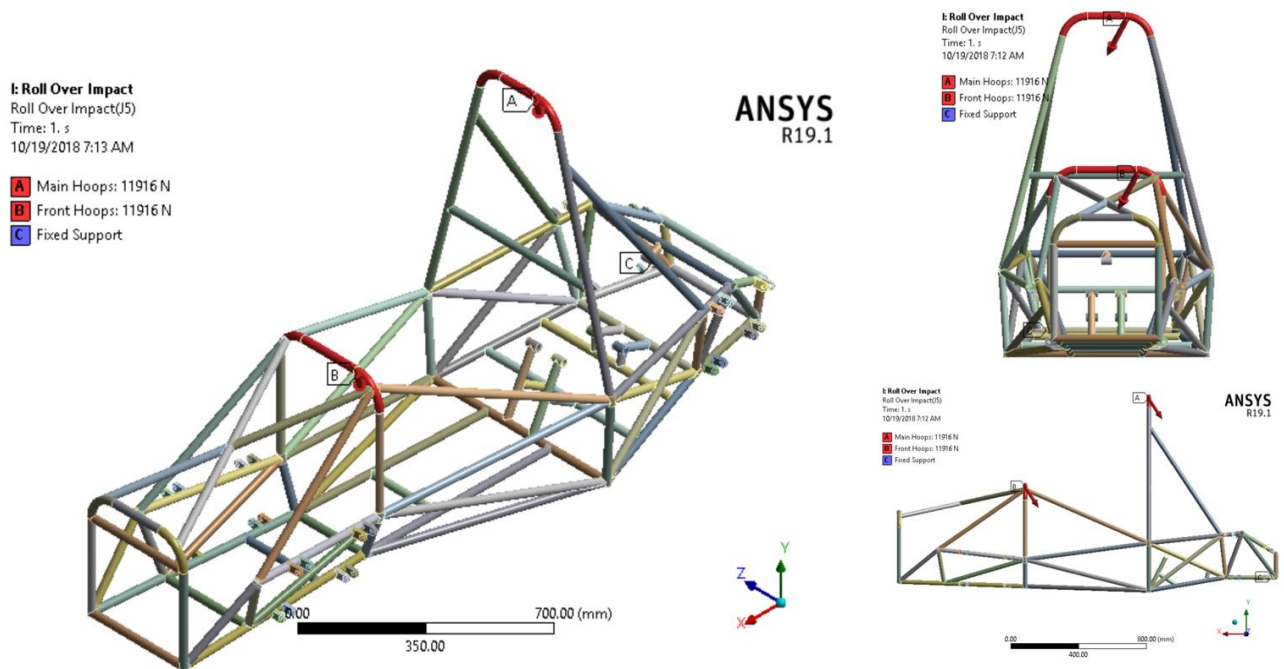 I: Roll Over Impact
Roll Over Impact(J5)
Time: 1. s
10/19/2018 7:13 AM
A Main Hoops: 11916 N
B Front Hoops: 11916 N
C Fixed Support
A
B
C
ANSYS
R19.1
Y
Z
X
0.00
700.00 (mm)
350.00
I: Roll Over Impact
Roll Over Impact(J5)
Time: 1. s
10/19/2018 7:12 AM
A Main Hoops: 11916 N
B Front Hoops: 11916 N
C Fixed Support
A
B
I: Roll Over Impact
Roll Over Impact(J5)
Time: 1. s
10/19/2018 7:12 AM
A Main Hoops: 11916 N
B Front Hoops: 11916 N
C Fixed Support
A
B
C
ANSYS
R19.1
Y
X
Z
0.00
800.00 (mm)
400.00